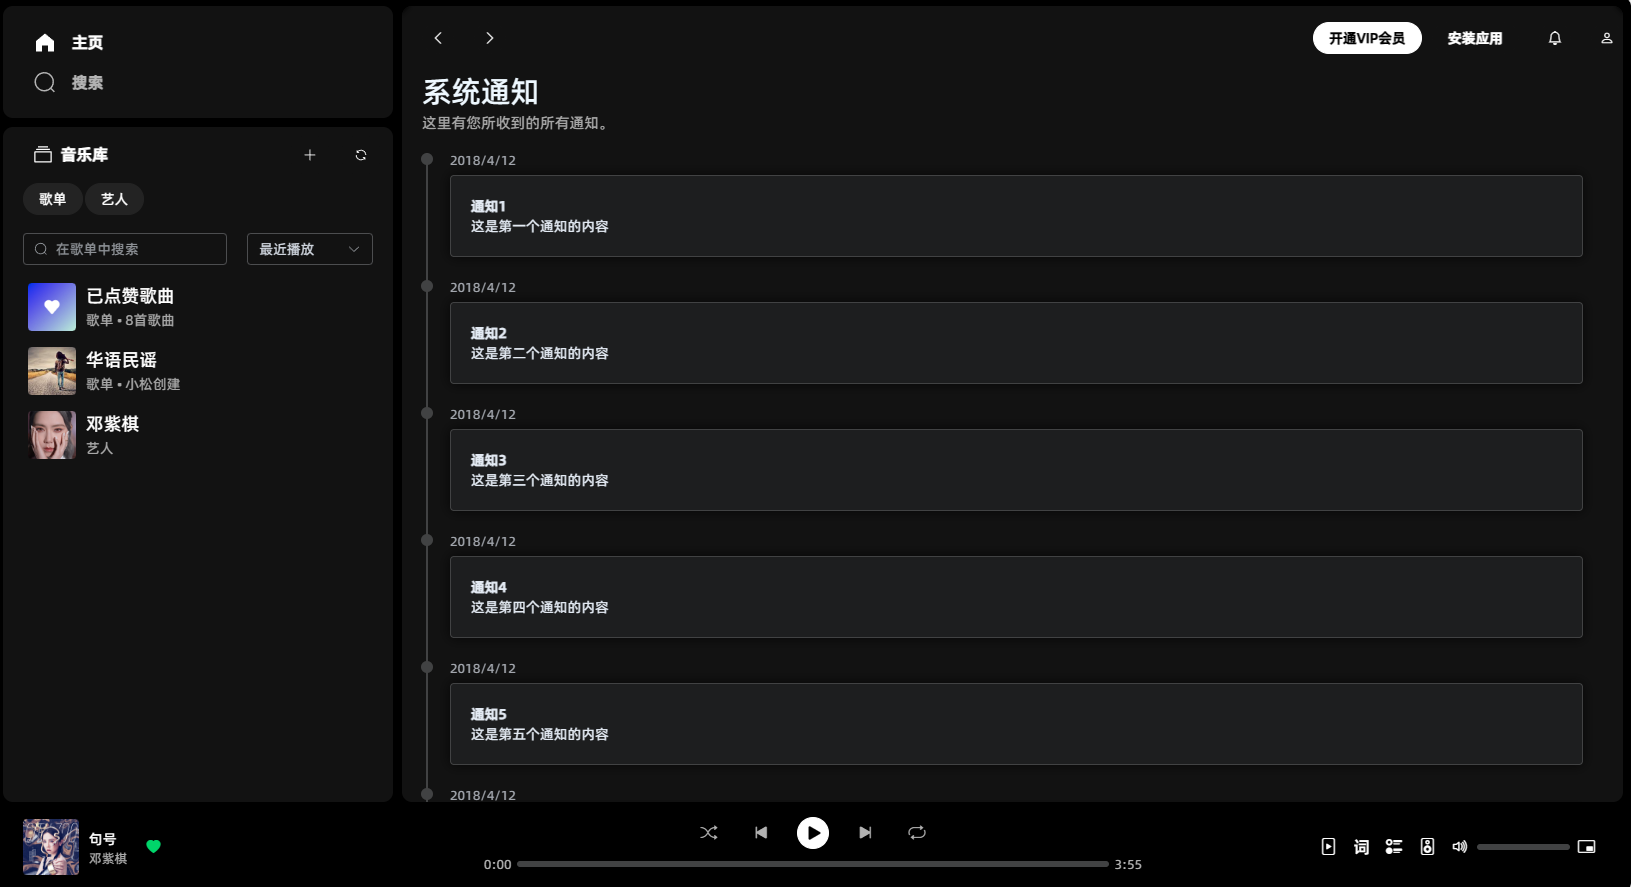 主页
搜索
音乐库
歌单
艺人
在歌单中搜索
最近播放
已点赞歌曲
歌单 • 8首歌曲
华语民谣
歌单 • 小松创建
邓紫棋
艺人
开通VIP会员
安装应用
系统通知
这里有您所收到的所有通知。
2018/4/12
通知1
这是第一个通知的内容
2018/4/12
通知2
这是第二个通知的内容
2018/4/12
通知3
这是第三个通知的内容
2018/4/12
通知4
这是第四个通知的内容
2018/4/12
通知5
这是第五个通知的内容
2018/4/12
句号
邓紫棋
0:00
3:55
词